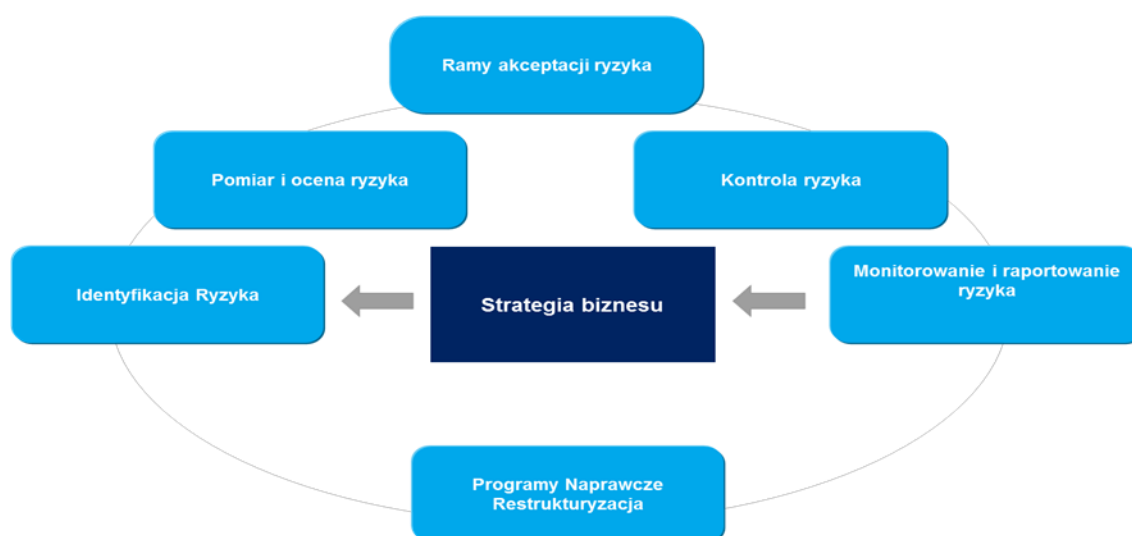 Ramy akceptacji ryzyka
Pomiar i ocena ryzyka
Kontrola ryzyka
Identyfikacja Ryzyka
Strategia biznesu
Monitorowanie i raportowanie
ryzyka
Programy Naprawcze
Restrukturyzacja